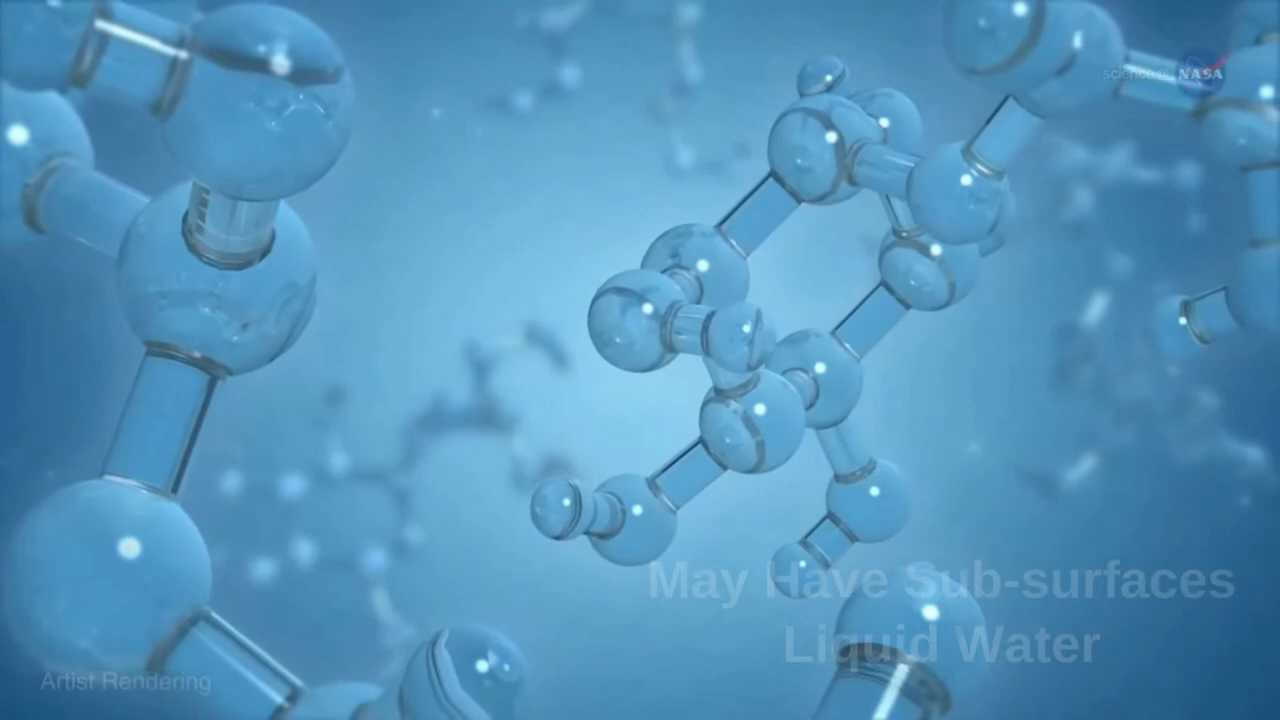 science@NASA
May Have Sub-surfaces
Liquid Water
Artist Rendering